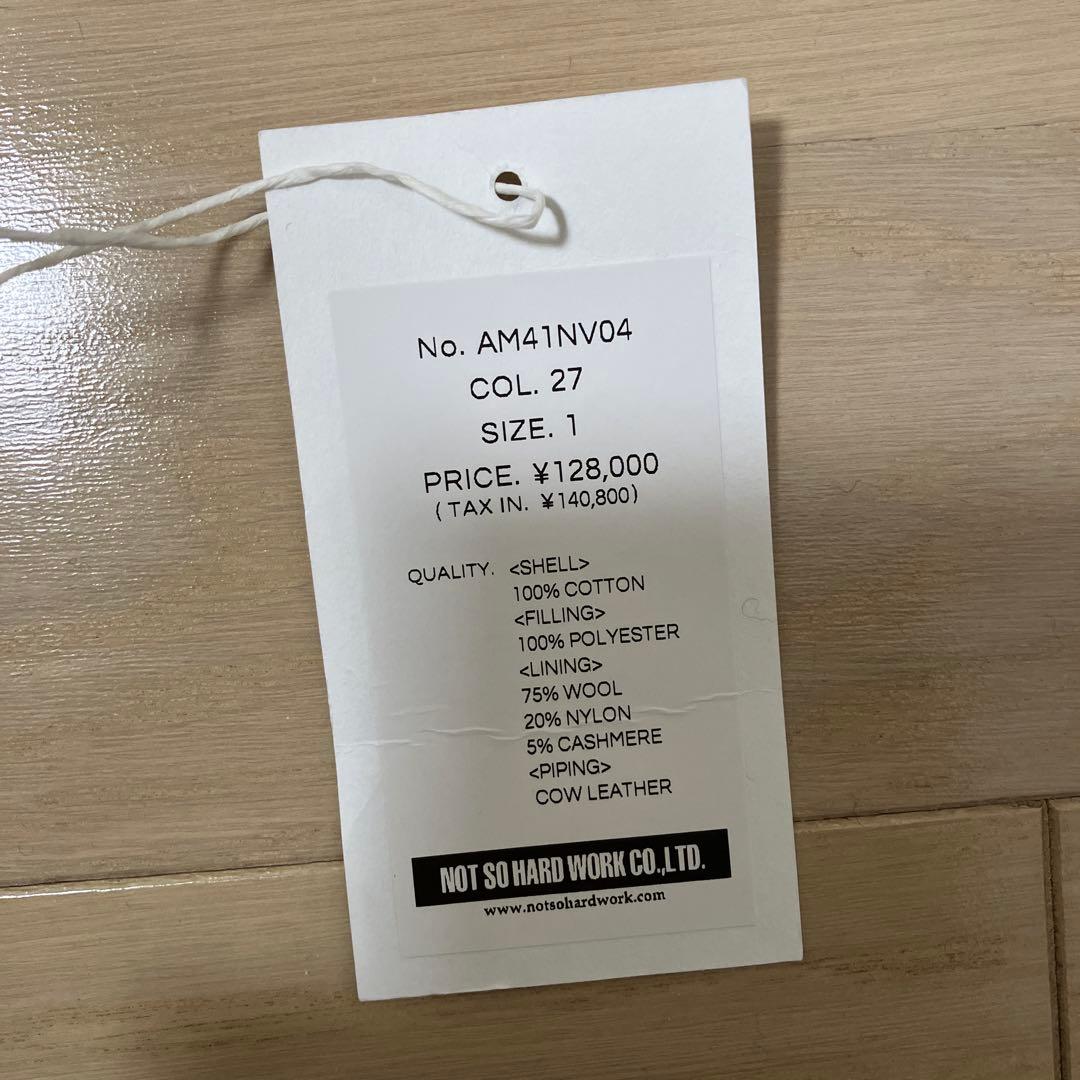 No. AM41NV04
COL. 27
SIZE. 1
PRICE. ¥128,000
(TAX IN. ¥140,800)
QUALITY. <SHELL>
100% COTTON
<FILLING>
100% POLYESTER
<LINING>
75% WOOL
20% NYLON
5% CASHMERE
<PIPING>
COW LEATHER
NOT SO HARD WORK CO.,LTD.
www.notsohardwork.com